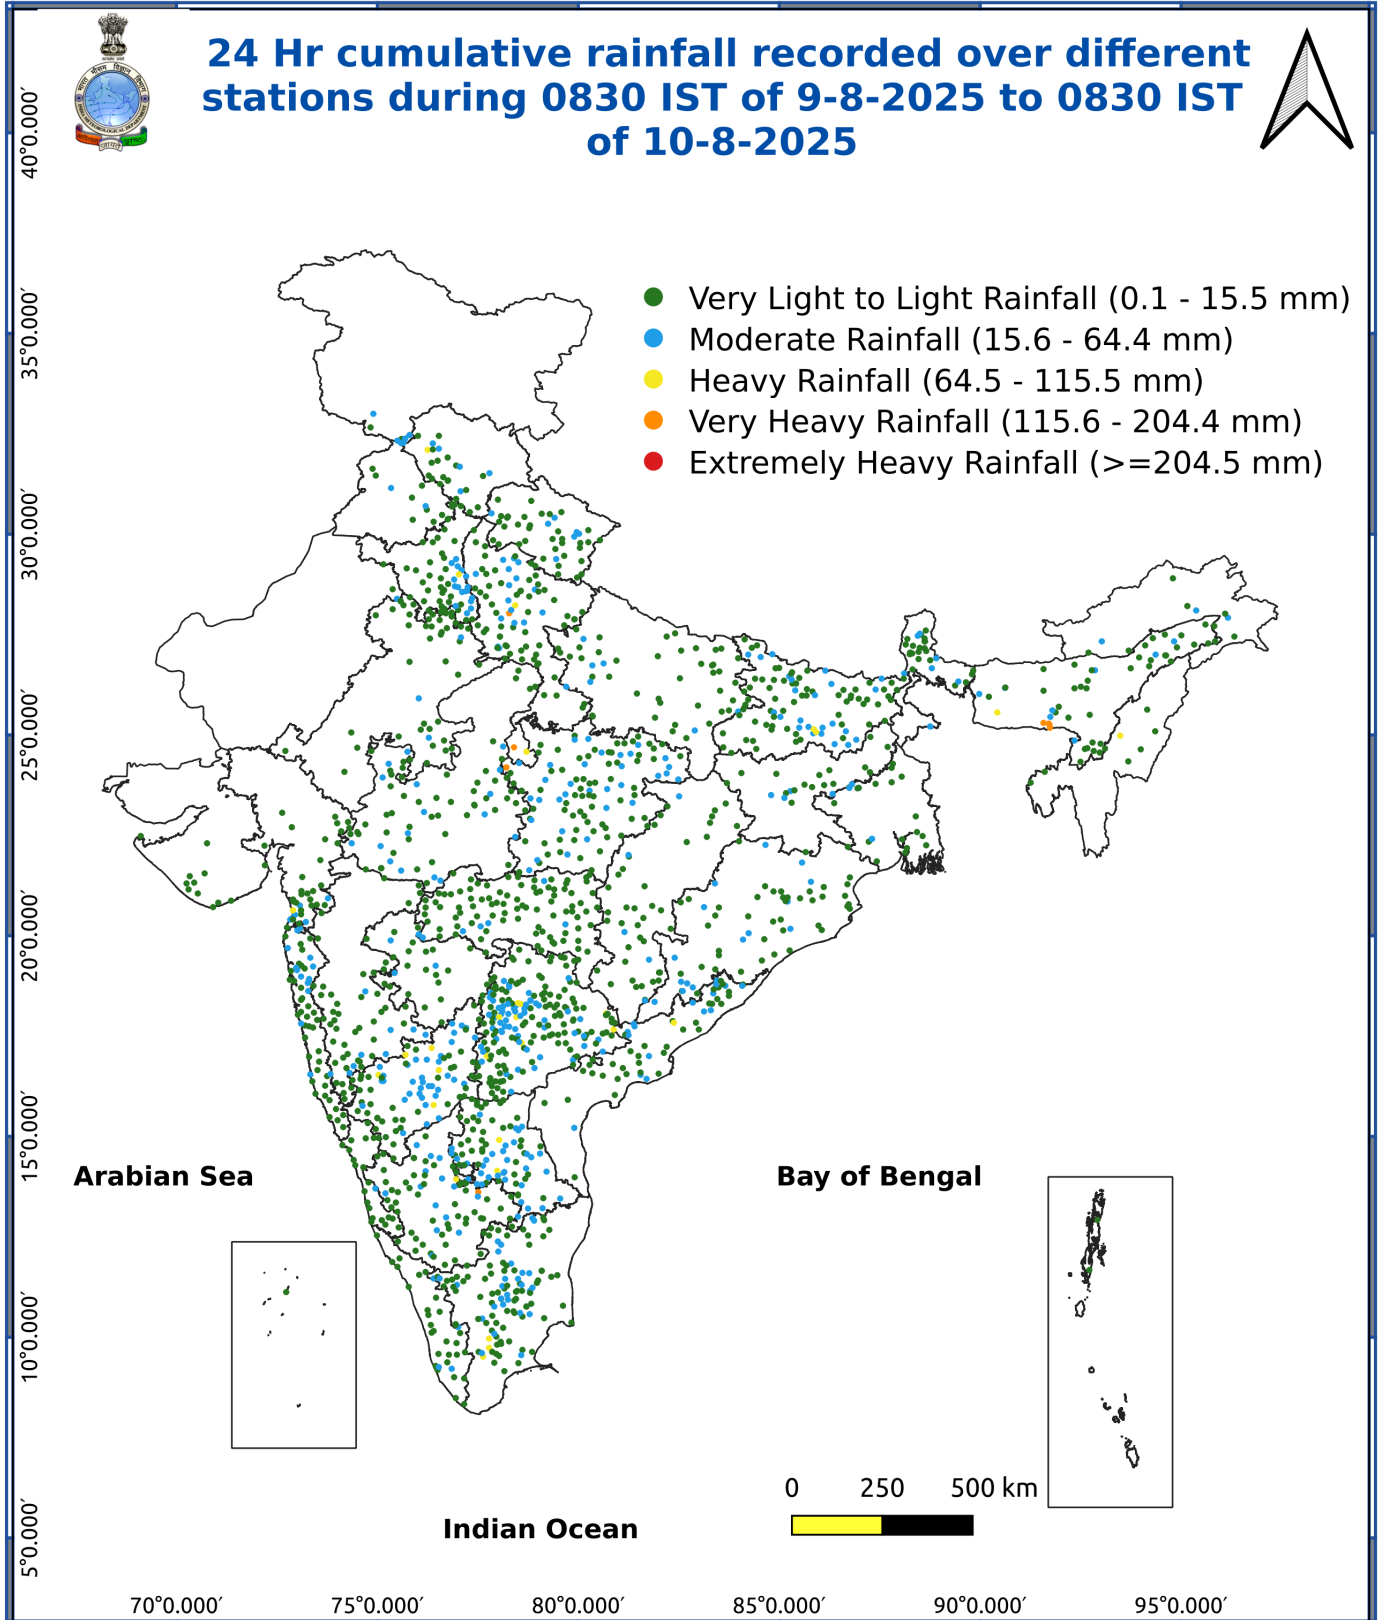 24 Hr cumulative rainfall recorded over different
stations during 0830 IST of 9-8-2025 to 0830 IST
of 10-8-2025
Very Light to Light Rainfall (0.1 - 15.5 mm)
Moderate Rainfall (15.6 - 64.4 mm)
Heavy Rainfall (64.5 - 115.5 mm)
Very Heavy Rainfall (115.6 - 204.4 mm)
Extremely Heavy Rainfall (>=204.5 mm)
40°0.000′
35°0.000′
30°0.000′
25°0.000′
20°0.000′
15°0.000′
10°0.000′
5°0.000′
Arabian Sea
Bay of Bengal
Indian Ocean
0 250 500 km
70°0.000′ 75°0.000′ 80°0.000′ 85°0.000′ 90°0.000′ 95°0.000′